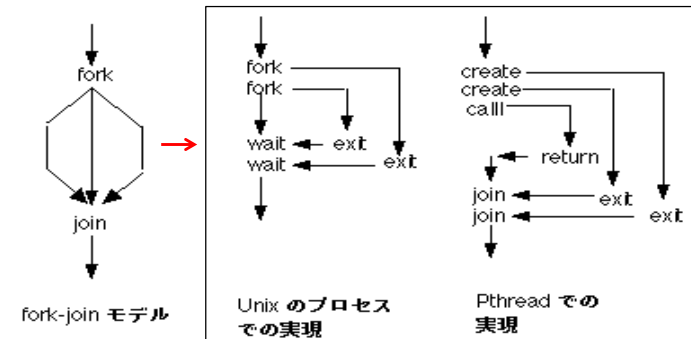 fork
join
fork-join モデル
fork
fork
wait
exit
wait
exit
Unix のプロセス
での実現
create
create
calll
return
join
exit
join
exit
Pthread での
実現